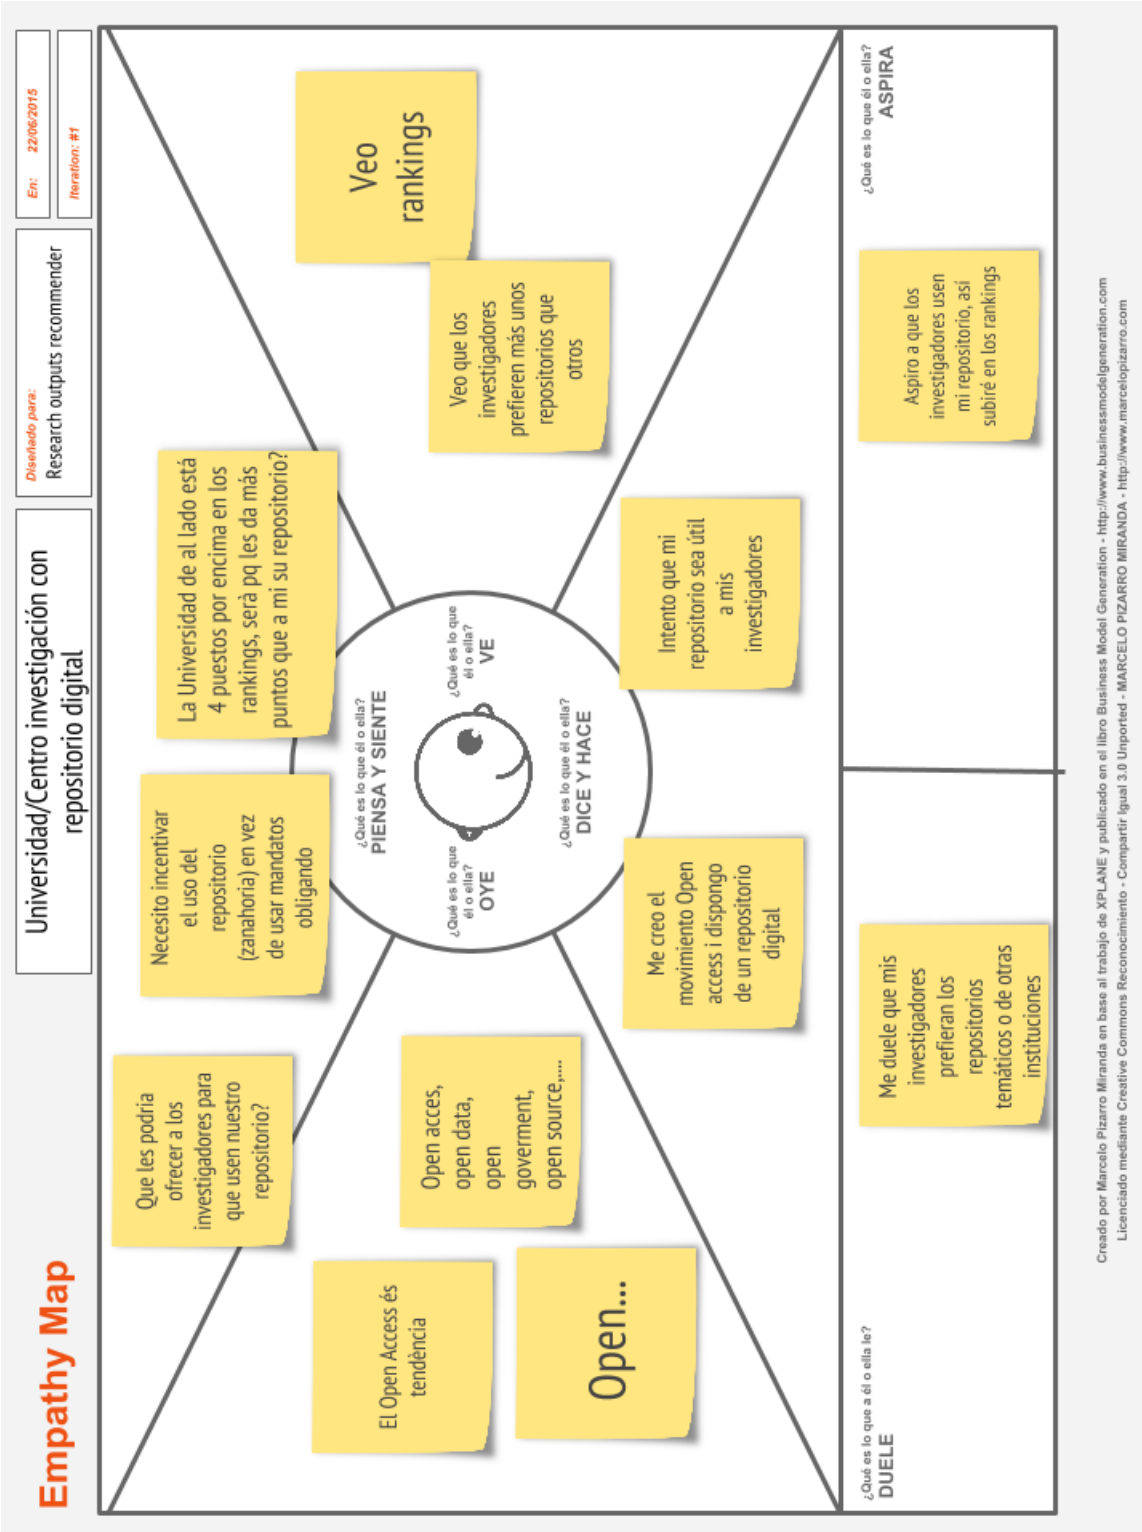 Empathy Map
Universidad/Centro investigación con
repositorio digital
Diseñado para:
Research outputs recommender
En: 22/06/2015
Iteration: #1
Que les podria
ofrecer a los
investigadores para
que usen nuestro
repositorio?
Necesito incentivar
el uso del
repositorio
(zanahoria) en vez
de usar mandatos
obligando
La Universidad de al lado está
4 puestos por encima en los
rankings, serà pq les da más
puntos que a mi su repositorio?
¿Qué es lo que él o ella?
PIENSA Y SIENTE
El Open Access és
tendència
Open acces,
open data,
open
goverment,
open source,....
Open...
¿Qué es lo que
él o ella?
OYE
¿Qué es lo que
él o ella?
VE
Veo
rankings
Veo que los
investigadores
prefieren más unos
repositorios que
otros
¿Qué es lo que él o ella?
DICE Y HACE
Me creo el
movimiento Open
access i dispongo
de un repositorio
digital
Intento que mi
repositorio sea útil
a mis
investigadores
¿Qué es lo que a él o ella le?
DUELE
Me duele que mis
investigadores
prefieran los
repositorios
temáticos o de otras
instituciones
¿Qué es lo que él o ella?
ASPIRA
Aspiro a que los
investigadores usen
mi repositorio, así
subiré en los rankings
Creado por Marcelo Pizarro Miranda en base al trabajo de XPLANE y publicado en el libro Business Model Generation - http://www.businessmodelgeneration.com
Licenciado mediante Creative Commons Reconocimiento - Compartir Igual 3.0 Unported - MARCELO PIZARRO MIRANDA - http://www.marcelopizarro.com